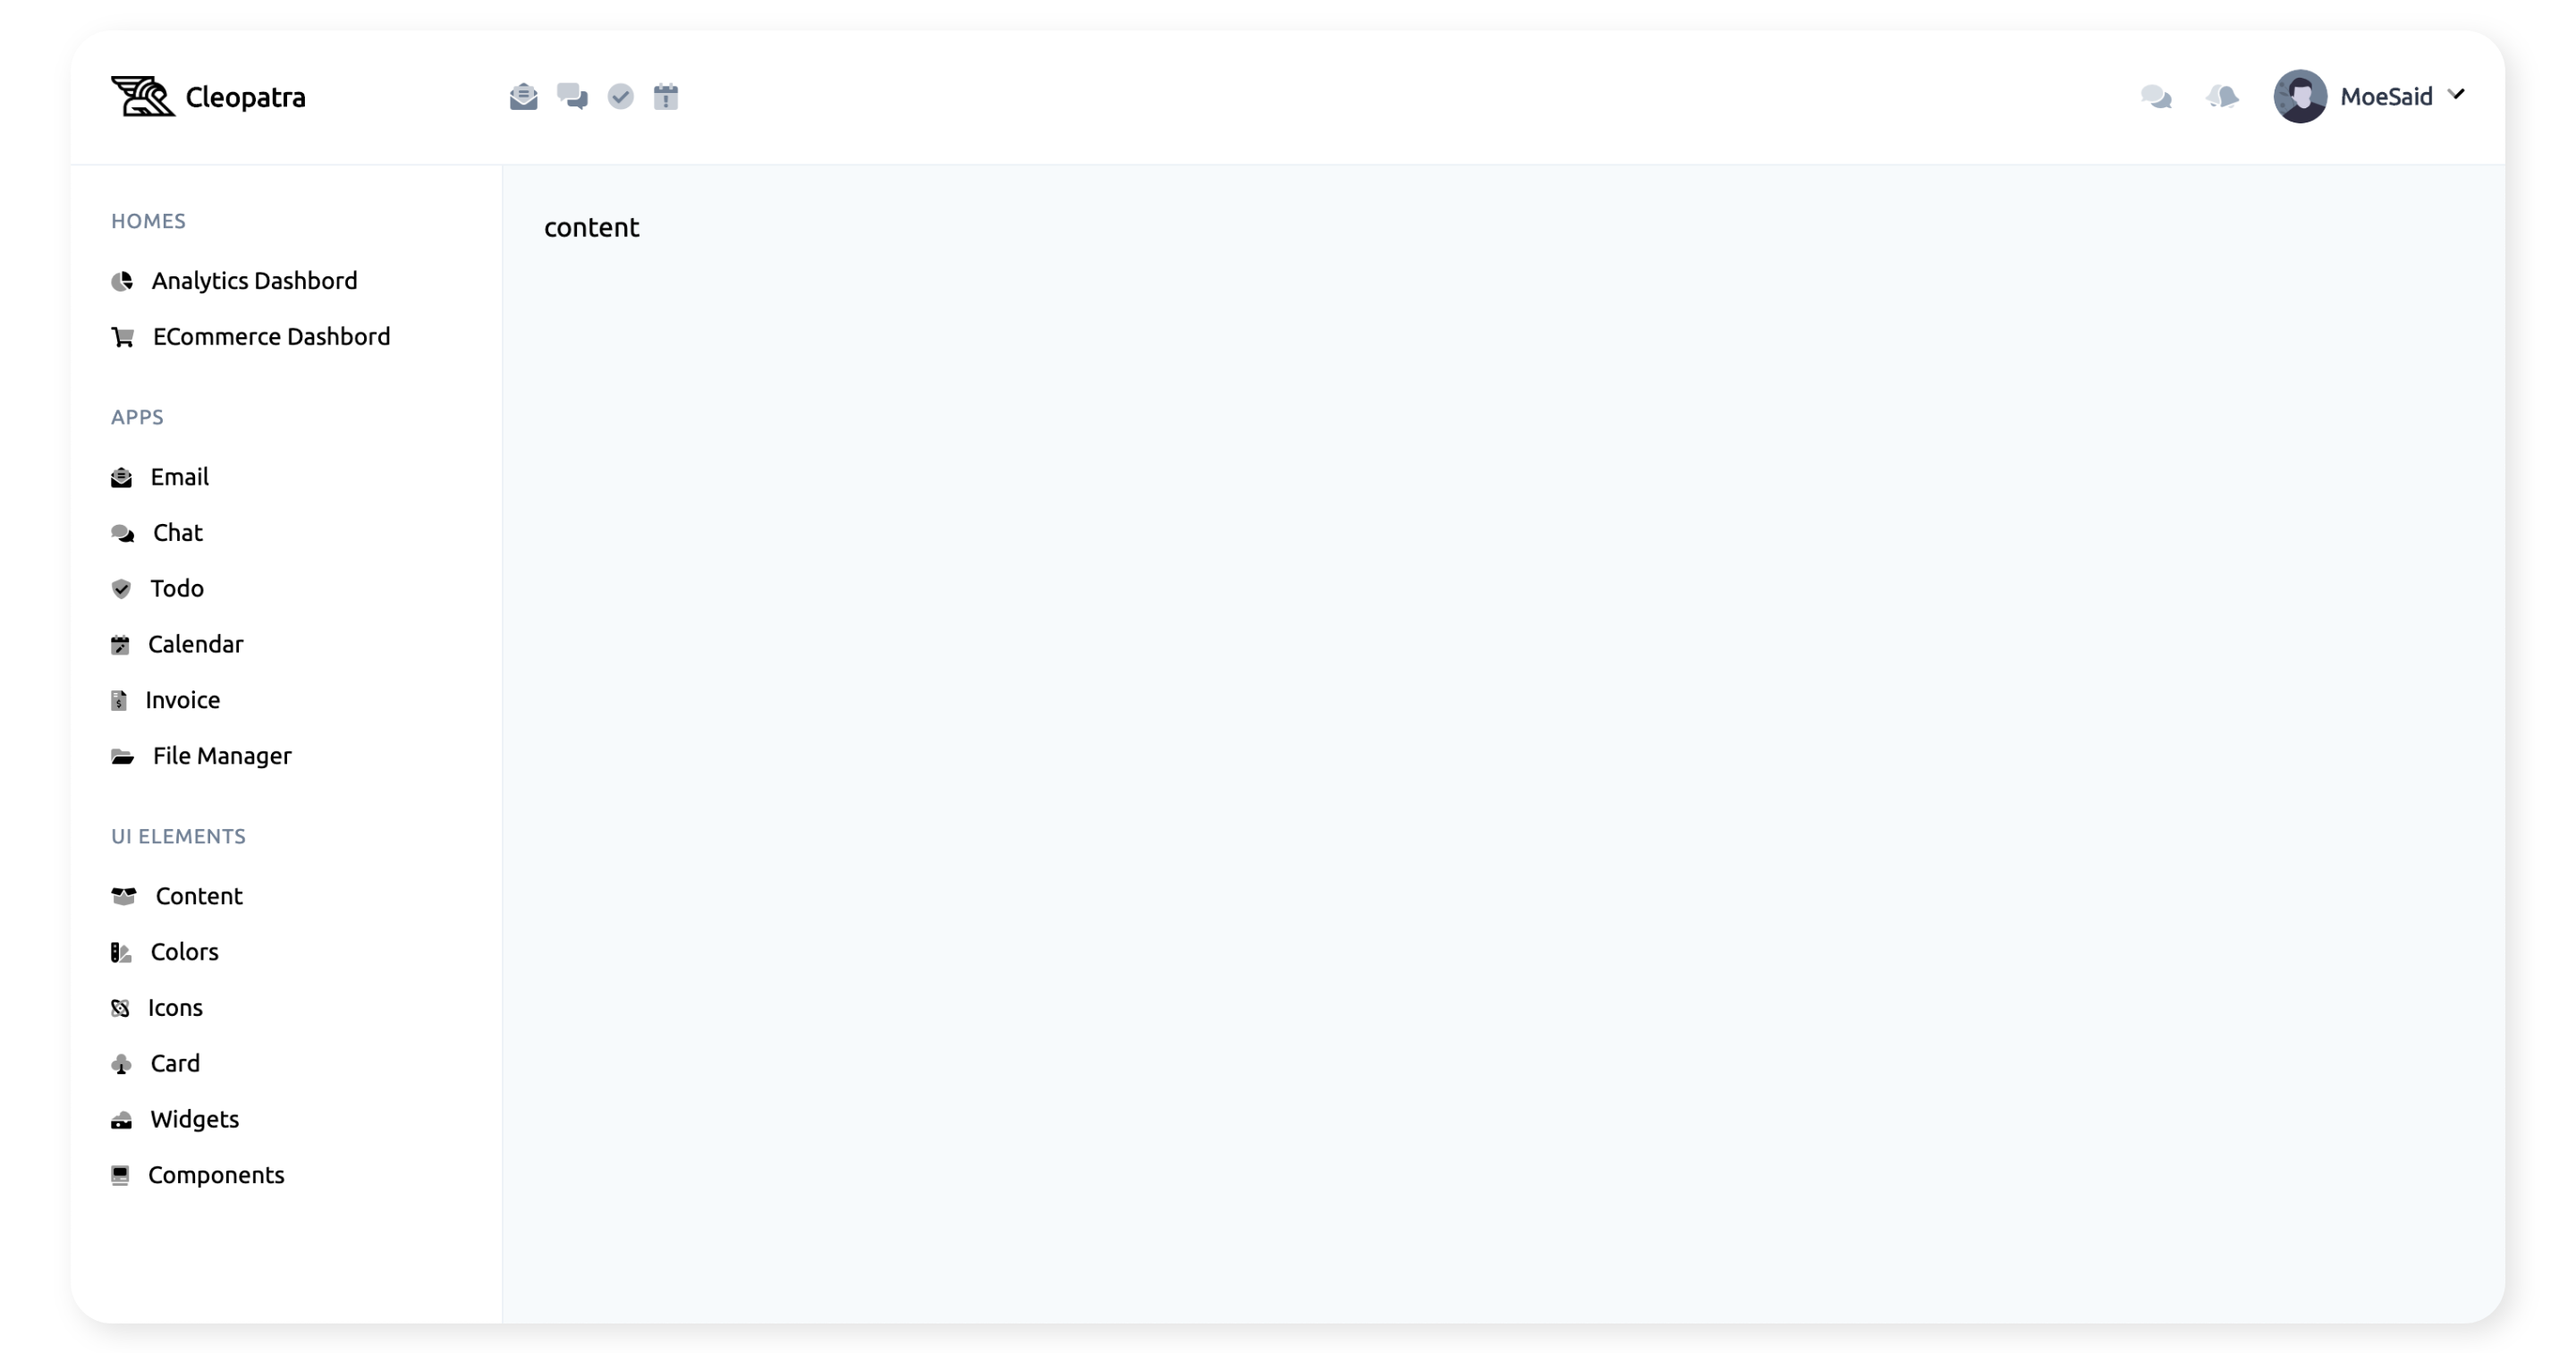 Cleopatra
MoeSaid
HOMES
Analytics Dashbord
ECommerce Dashbord
APPS
Email
Chat
Todo
Calendar
Invoice
File Manager
UI ELEMENTS
Content
Colors
Icons
Card
Widgets
Components
content